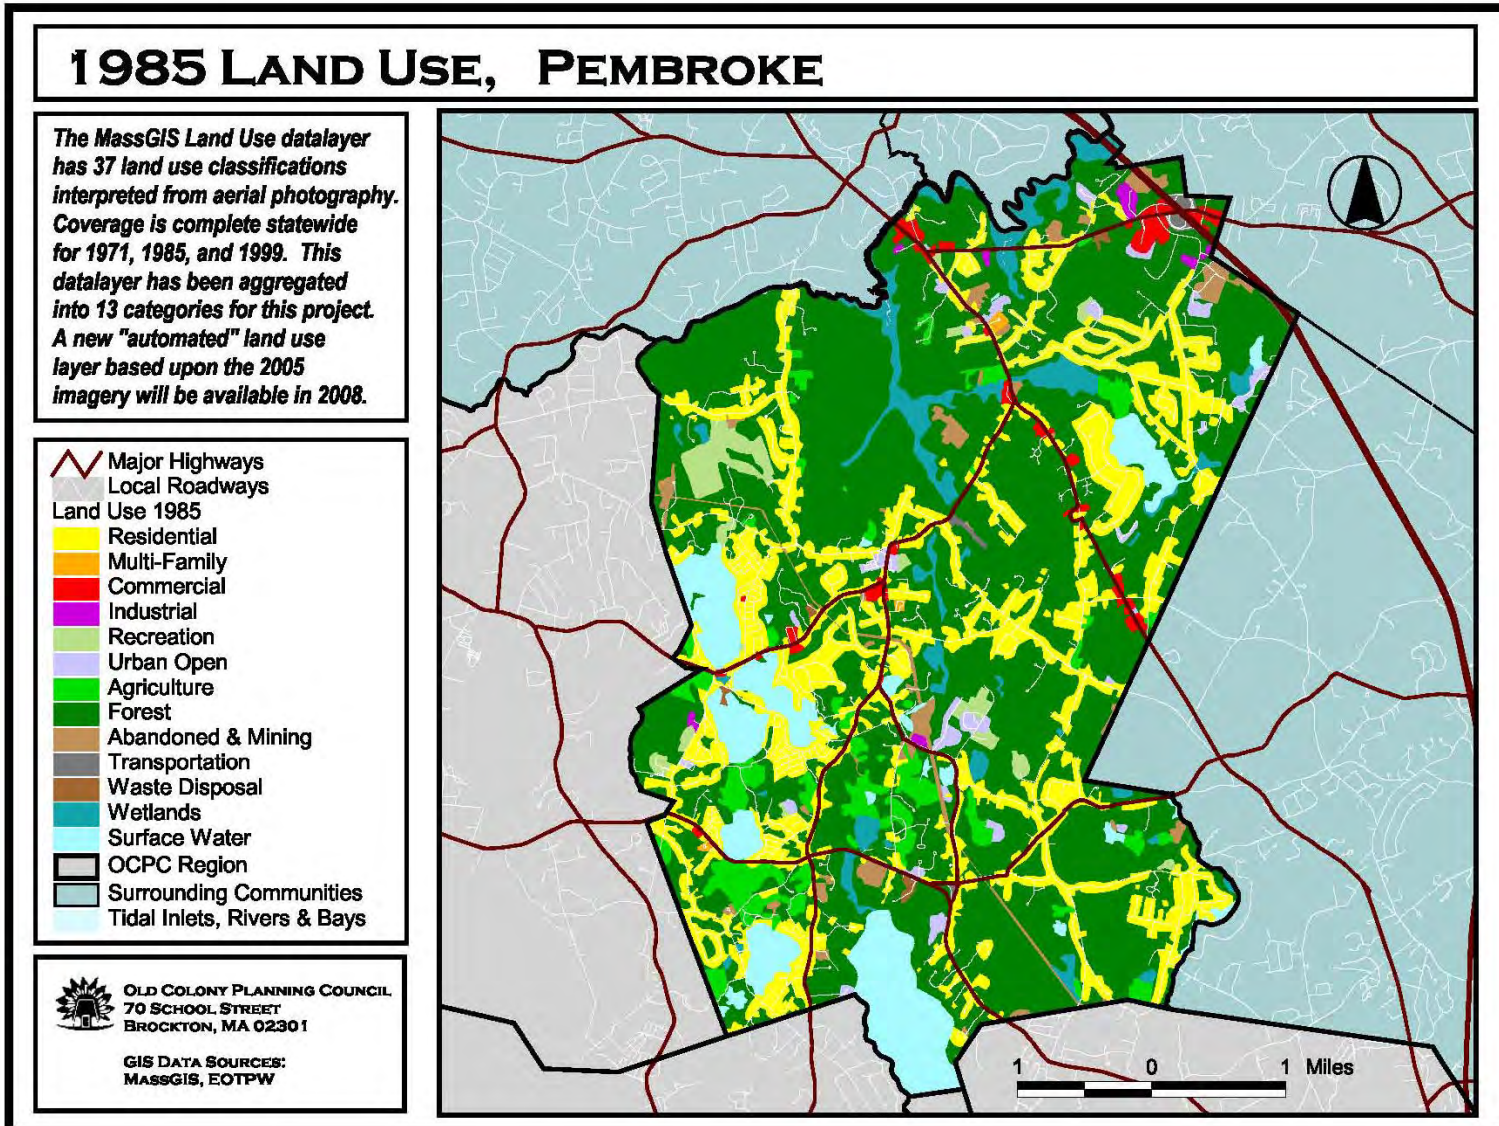 1985 LAND USE, PEMBROKE
The MassGIS Land Use datalayer
has 37 land use classifications
interpreted from aerial photography.
Coverage is complete statewide
for 1971, 1985, and 1999. This
datalayer has been aggregated
into 13 categories for this project.
A new "automated" land use
layer based upon the 2005
imagery will be available in 2008.
Major Highways
Local Roadways
Land Use 1985
Residential
Multi-Family
Commercial
Industrial
Recreation
Urban Open
Agriculture
Forest
Abandoned & Mining
Transportation
Waste Disposal
Wetlands
Surface Water
OCPC Region
Surrounding Communities
Tidal Inlets, Rivers & Bays
OLD COLONY PLANNING COUNCIL
70 SCHOOL STREET
BROCKTON, MA 02301
GIS DATA SOURCES:
MASSGIS, EOTPW
1 0 1 Miles